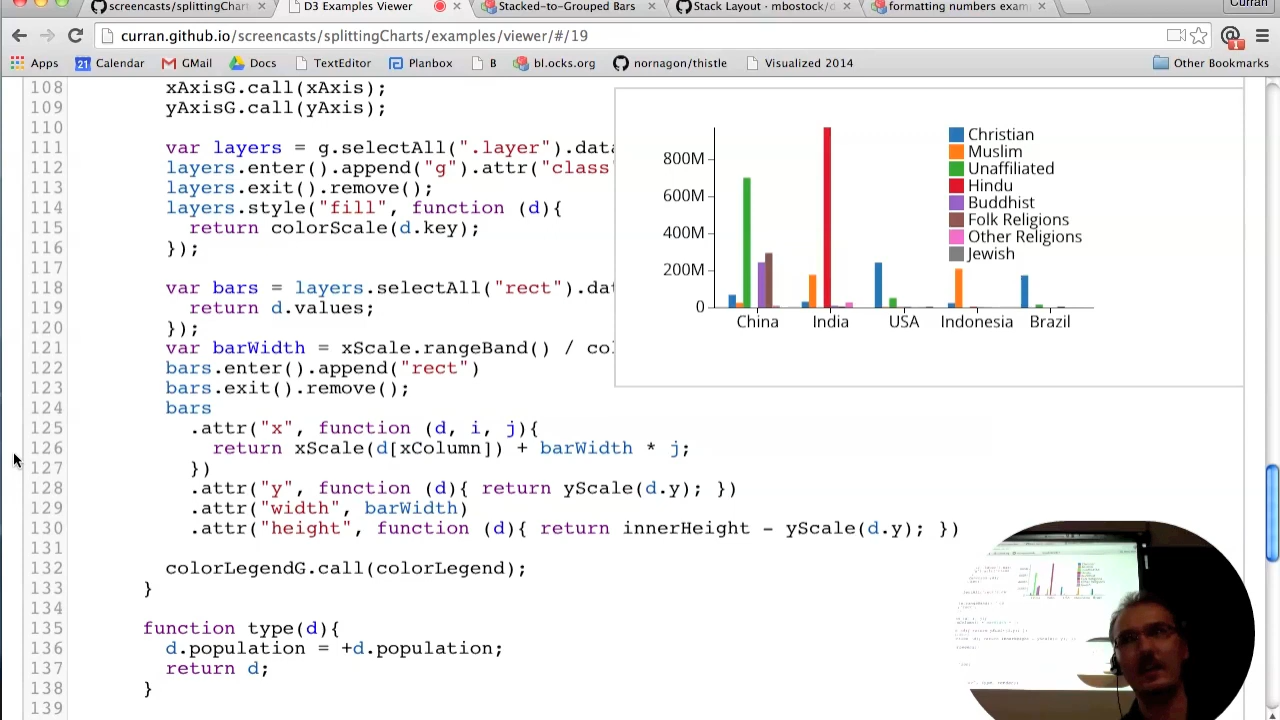 screencasts/splittingChart
D3 Examples Viewer
Stacked-to-Grouped Bars
Stack Layout · mbostock/d
formatting numbers exam
Curran
curran.github.io/screencasts/splittingCharts/examples/viewer/#/19
Apps
21 Calendar
Gmail
Docs
TextEditor
Planbox
B
bl.ocks.org
nornagon/thistle
Visualized 2014
Other Bookmarks
108 xAxisG.call(xAxis);
109 yAxisG.call(yAxis);
110
111 var layers = g.selectAll(".layer").data
112 layers.enter().append("g").attr("class"
113 layers.exit().remove();
114 layers.style("fill", function (d){
115 return colorScale(d.key);
116 });
117
118 var bars = layers.selectAll("rect").dat
119 return d.values;
120 });
121 var barWidth = xScale.rangeBand() / col
122 bars.enter().append("rect")
123 bars.exit().remove();
124 bars
125 .attr("x", function (d, i, j){
126 return xScale(d[xColumn]) + barWidth * j;
127 })
128 .attr("y", function (d){ return yScale(d.y); })
129 .attr("width", barWidth)
130 .attr("height", function (d){ return innerHeight - yScale(d.y); })
131
132 colorLegendG.call(colorLegend);
133 }
134
135 function type(d){
136 d.population = +d.population;
137 return d;
138 }
139
800M
600M
400M
200M
0
China
India
USA
Indonesia
Brazil
Christian
Muslim
Unaffiliated
Hindu
Buddhist
Folk Religions
Other Religions
Jewish